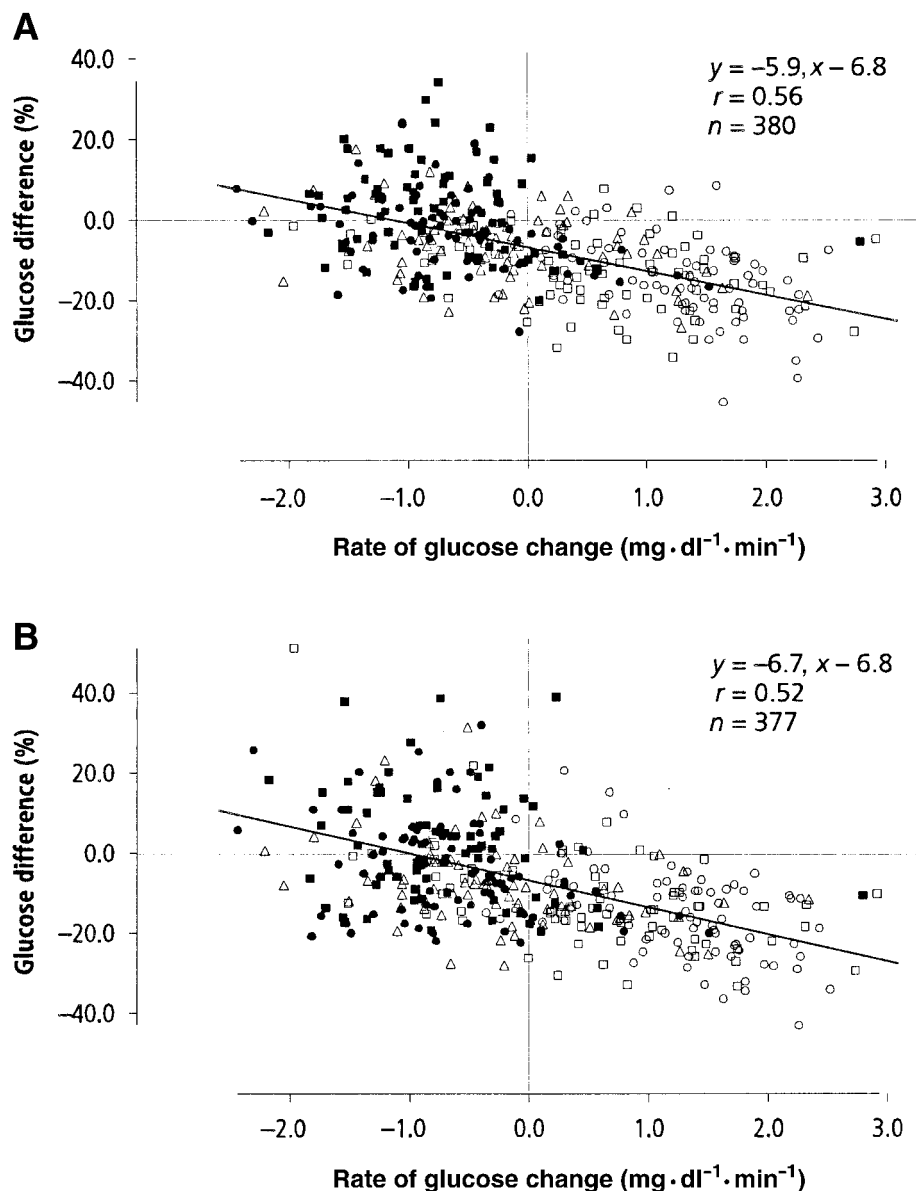 A
40.0
20.0
0.0
−20.0
−40.0
Glucose difference (%)
y = −5.9, x − 6.8
r = 0.56
n = 380
−2.0 −1.0 0.0 1.0 2.0 3.0
Rate of glucose change (mg·dl⁻¹·min⁻¹)
B
40.0
20.0
0.0
−20.0
−40.0
Glucose difference (%)
y = −6.7, x − 6.8
r = 0.52
n = 377
−2.0 −1.0 0.0 1.0 2.0 3.0
Rate of glucose change (mg·dl⁻¹·min⁻¹)